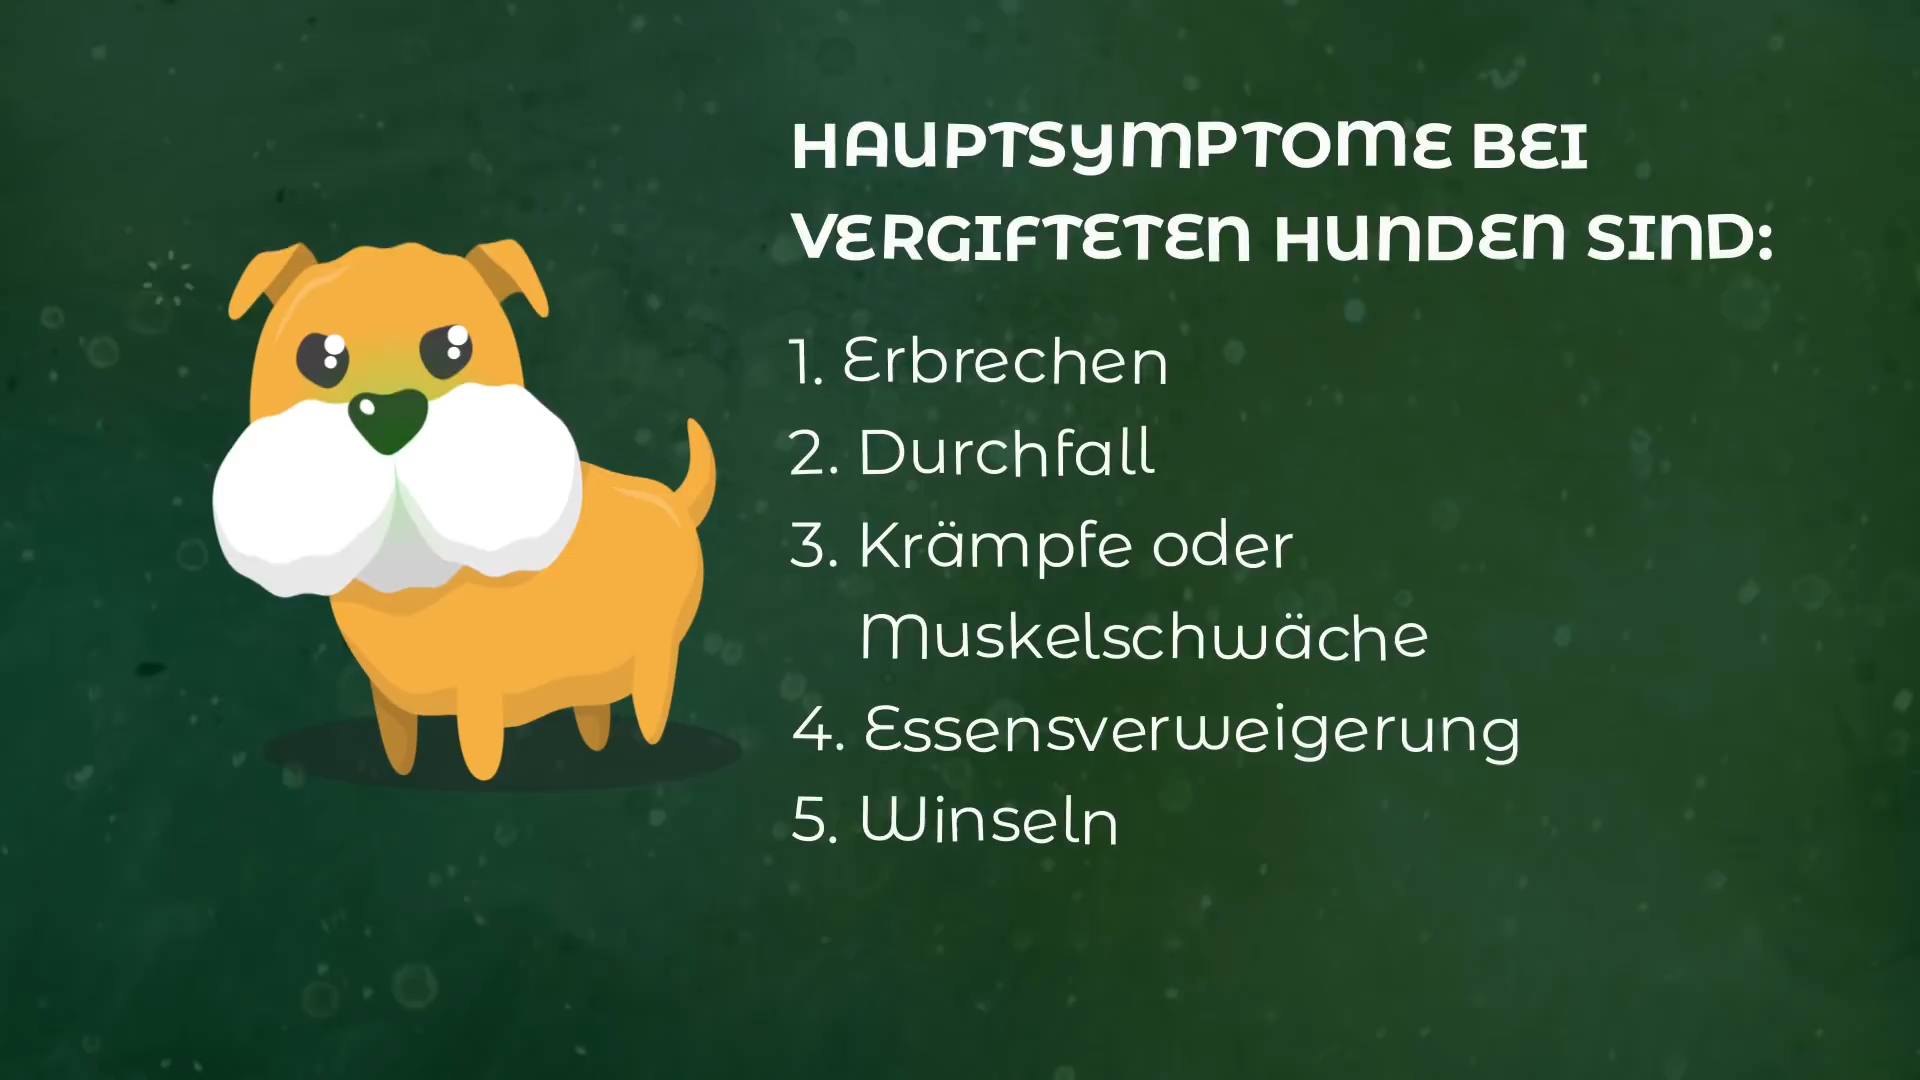 HAUPTSYMPTOME BEI
VERGIFTETEN HUNDEN SIND:
1. Erbrechen
2. Durchfall
3. Krämpfe oder
Muskelschwäche
4. Essensverweigerung
5. Winseln